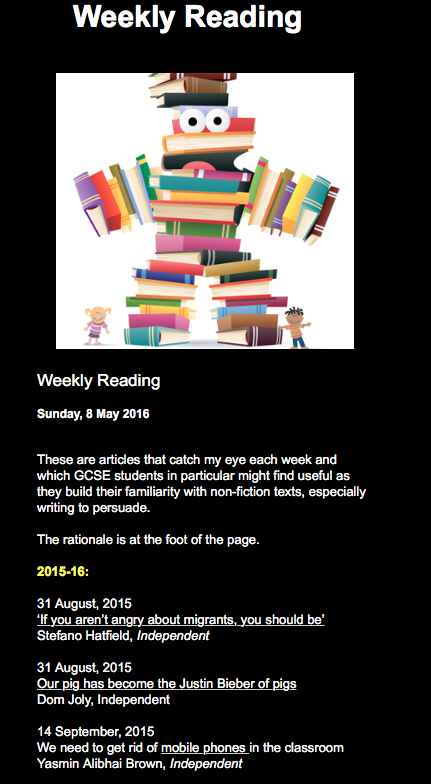 Weekly Reading
Weekly Reading
Sunday, 8 May 2016
These are articles that catch my eye each week and
which GCSE students in particular might find useful as
they build their familiarity with non-fiction texts, especially
writing to persuade.
The rationale is at the foot of the page.
2015-16:
31 August, 2015
‘If you aren’t angry about migrants, you should be’
Stefano Hatfield, Independent
31 August, 2015
Our pig has become the Justin Bieber of pigs
Dom Joly, Independent
14 September, 2015
We need to get rid of mobile phones in the classroom
Yasmin Alibhai Brown, Independent